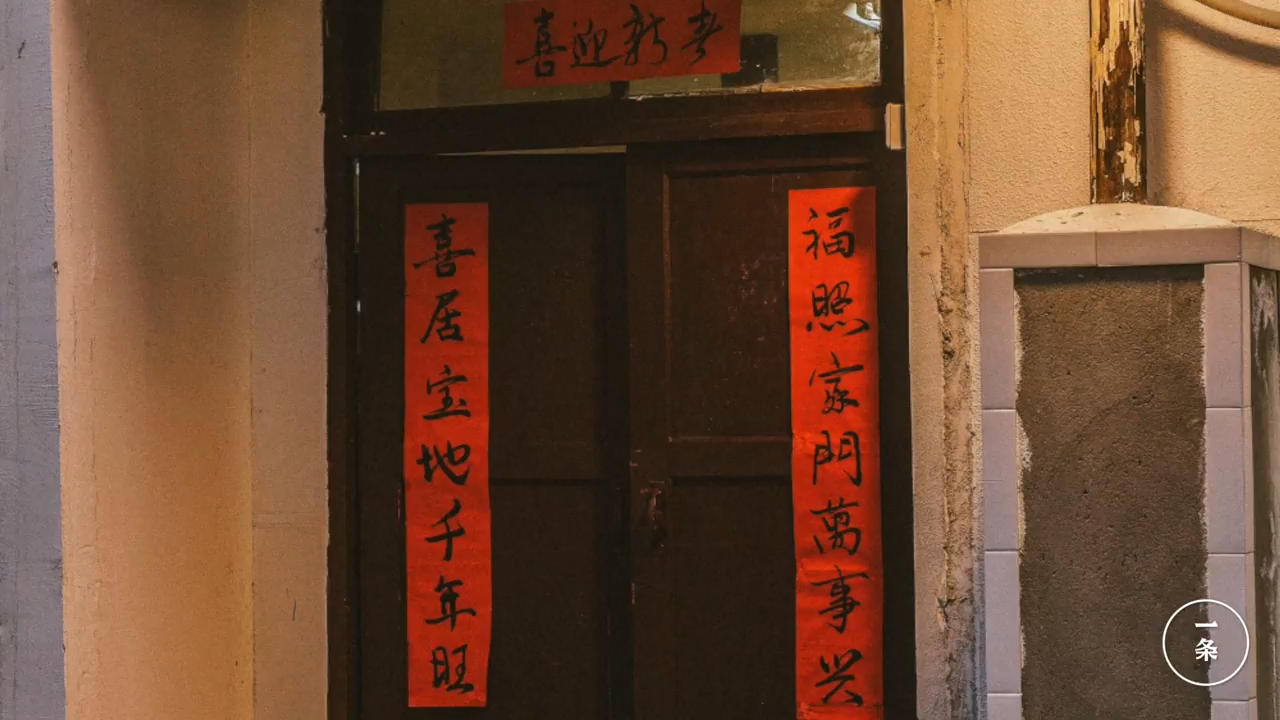 喜迎新春
福照家門萬事兴
喜居宝地千年旺
一条